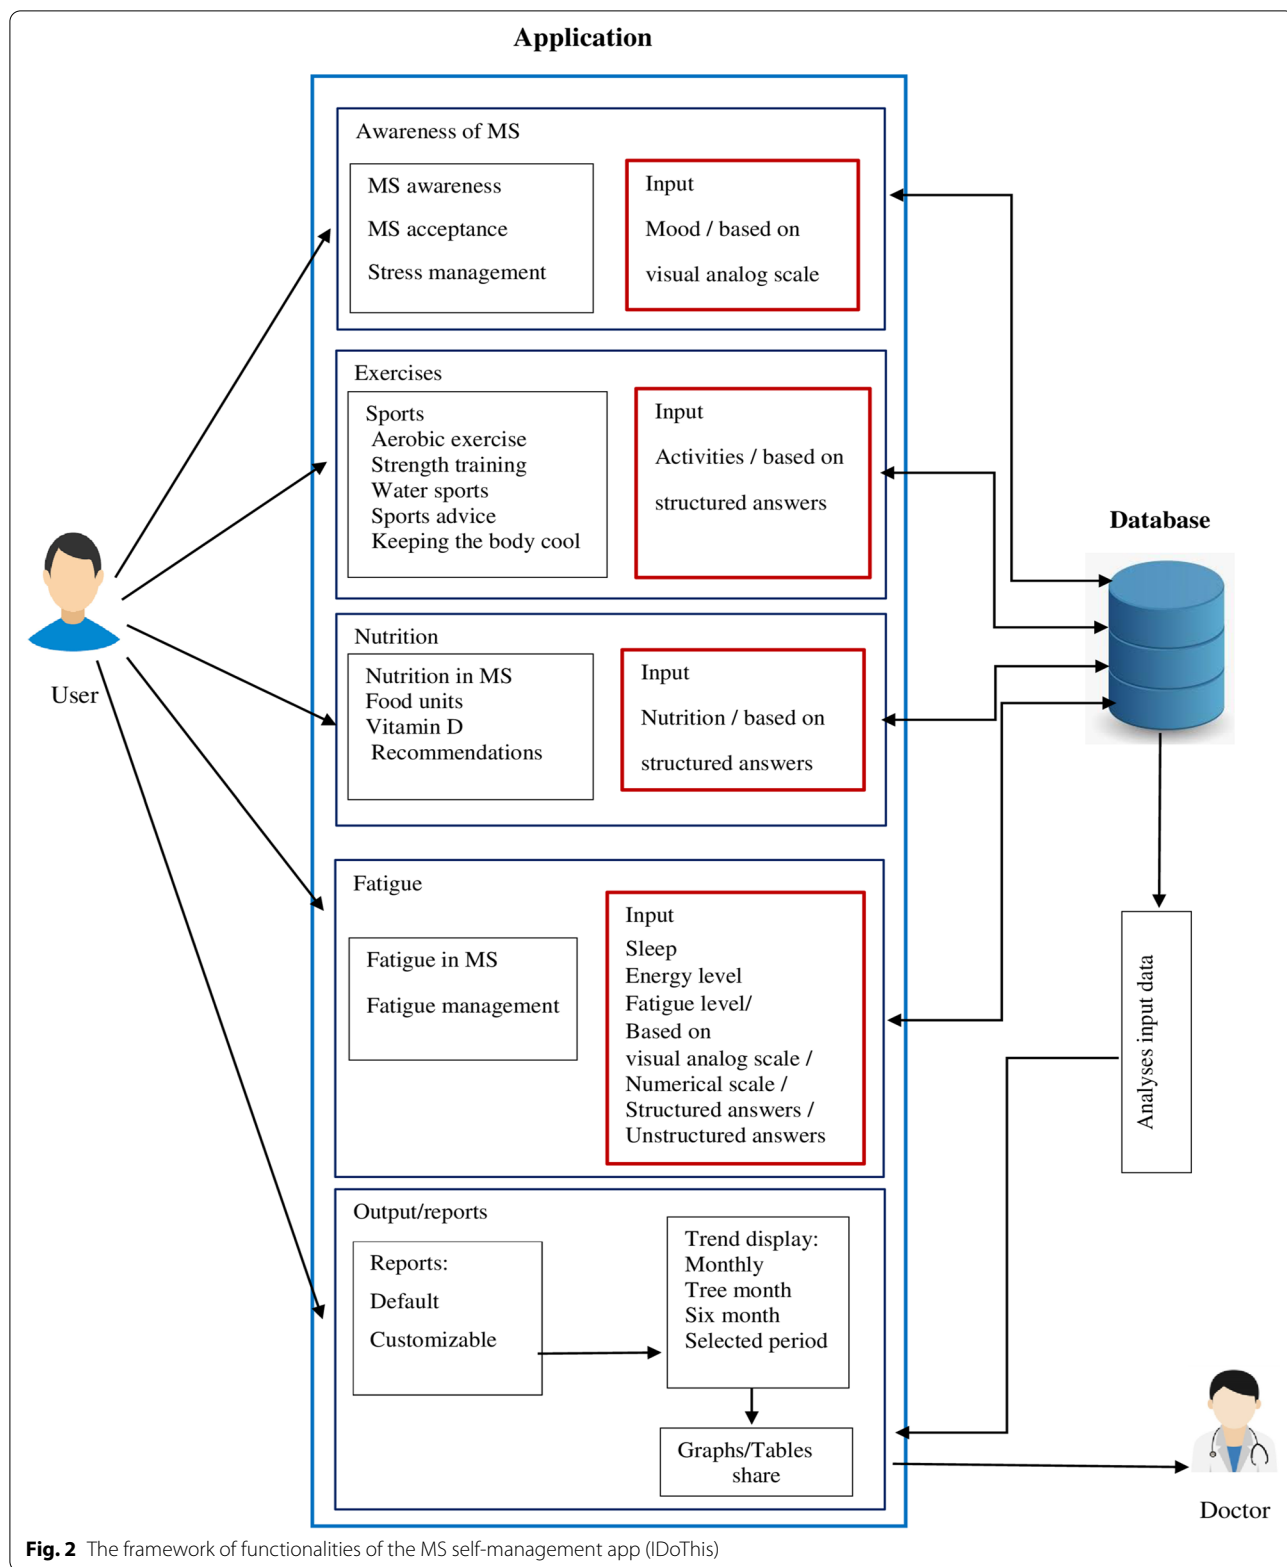 Application
Awareness of MS
MS awareness
MS acceptance
Stress management
Input
Mood / based on
visual analog scale
Exercises
Sports
Aerobic exercise
Strength training
Water sports
Sports advice
Keeping the body cool
Input
Activities / based on
structured answers
Database
User
Nutrition
Nutrition in MS
Food units
Vitamin D
Recommendations
Input
Nutrition / based on
structured answers
Fatigue
Fatigue in MS
Fatigue management
Input
Sleep
Energy level
Fatigue level/
Based on
visual analog scale /
Numerical scale /
Structured answers /
Unstructured answers
Analyses input data
Output/reports
Reports:
Default
Customizable
Trend display:
Monthly
Tree month
Six month
Selected period
Graphs/Tables
share
Doctor
Fig. 2 The framework of functionalities of the MS self-management app (IDoThis)